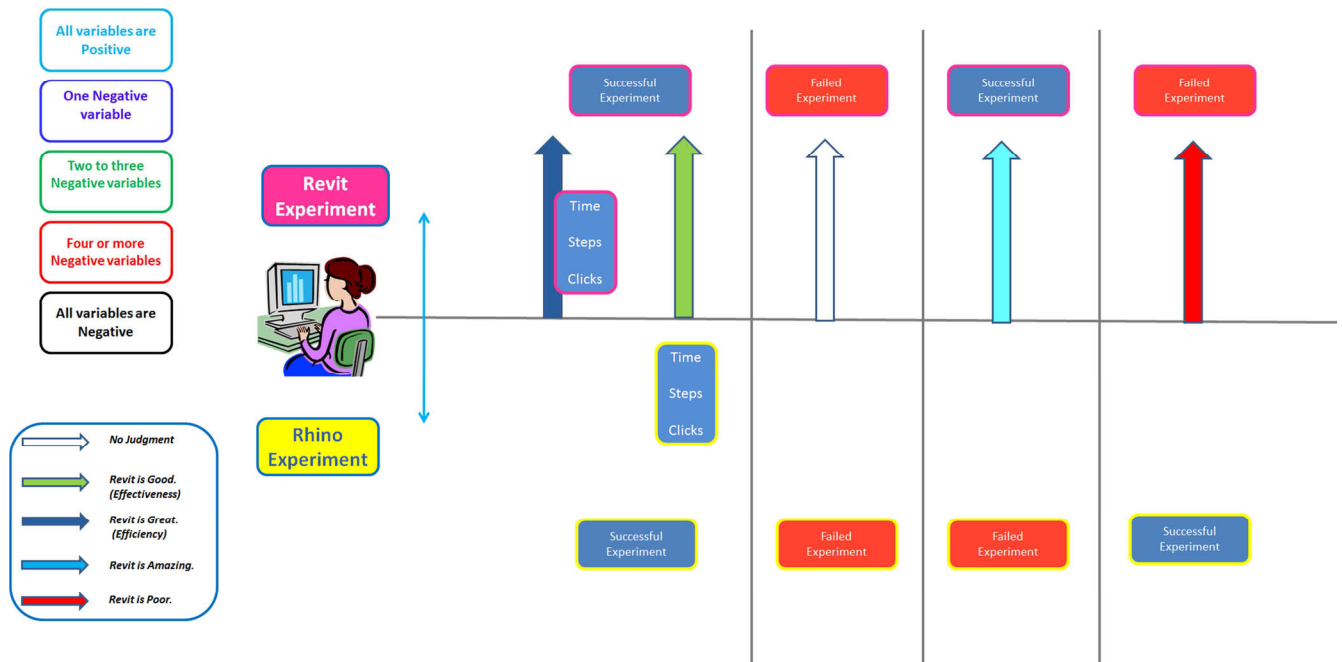 All variables are
Positive
One Negative
variable
Two to three
Negative variables
Four or more
Negative variables
All variables are
Negative
No Judgment
Revit is Good.
(Effectiveness)
Revit is Great.
(Efficiency)
Revit is Amazing.
Revit is Poor.
Revit
Experiment
Rhino
Experiment
Successful
Experiment
Time
Steps
Clicks
Time
Steps
Clicks
Successful
Experiment
Failed
Experiment
Failed
Experiment
Successful
Experiment
Failed
Experiment
Failed
Experiment
Successful
Experiment